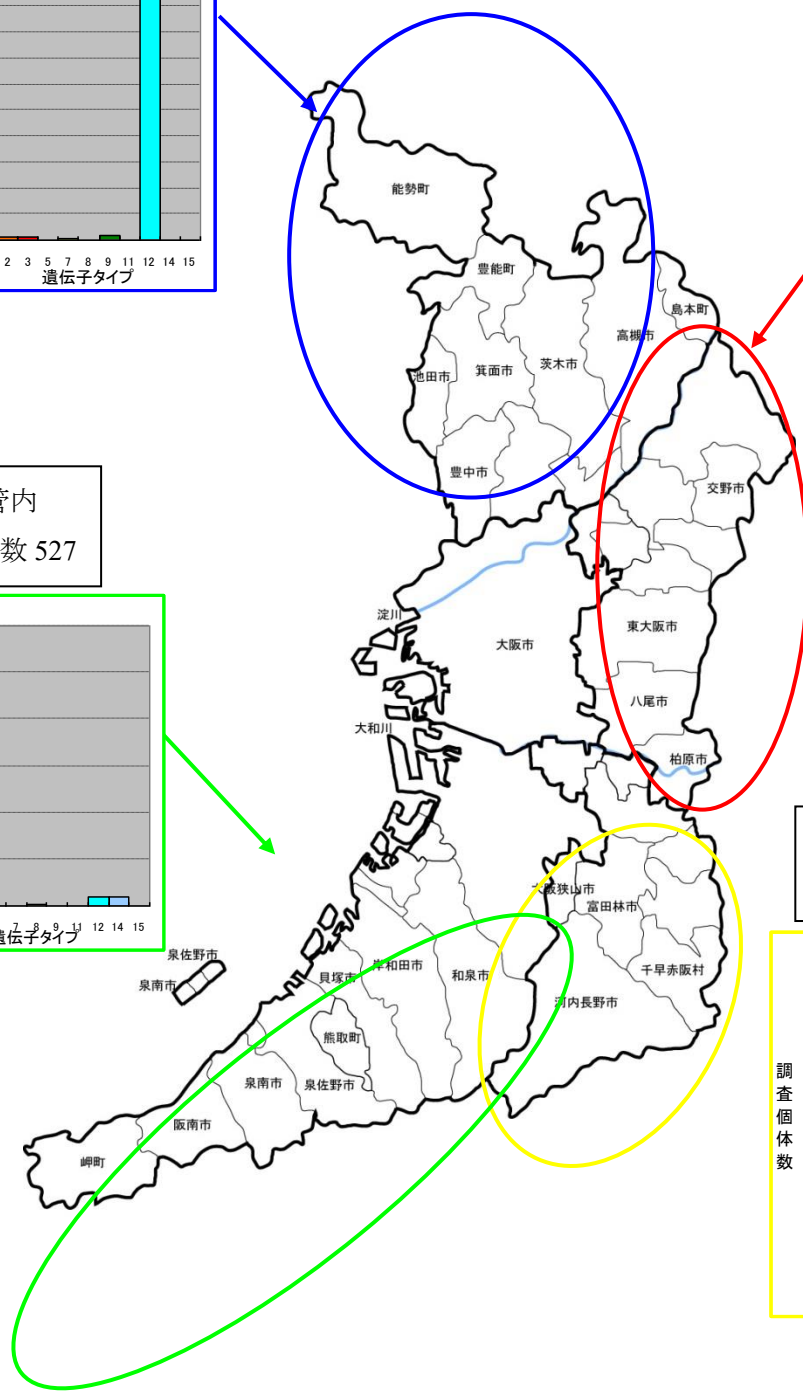 2 3 5 7 8 9 11 12 14 15
遺伝子タイプ
能勢町
豊能町
島本町
高槻市
池田市
箕面市
茨木市
豊中市
交野市
管内
数 527
淀川
大阪市
東大阪市
八尾市
大和川
柏原市
大阪狭山市
富田林市
7 8 9 11 12 14 15
遺伝子タイプ
泉佐野市
泉南市
貝塚市
岸和田市
和泉市
千早赤阪村
河内長野市
熊取町
泉南市
泉佐野市
阪南市
岬町
調査個体数